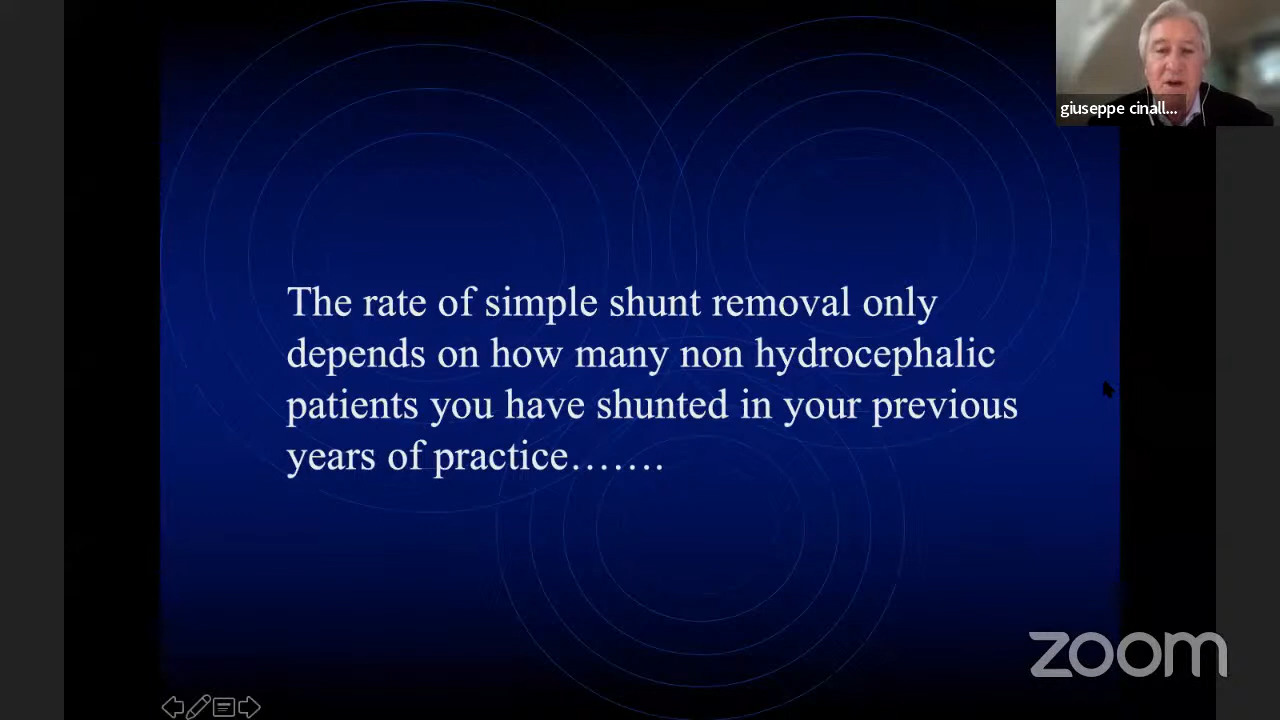 giuseppe cinall...
The rate of simple shunt removal only
depends on how many non hydrocephalic
patients you have shunted in your previous
years of practice…….
zoom